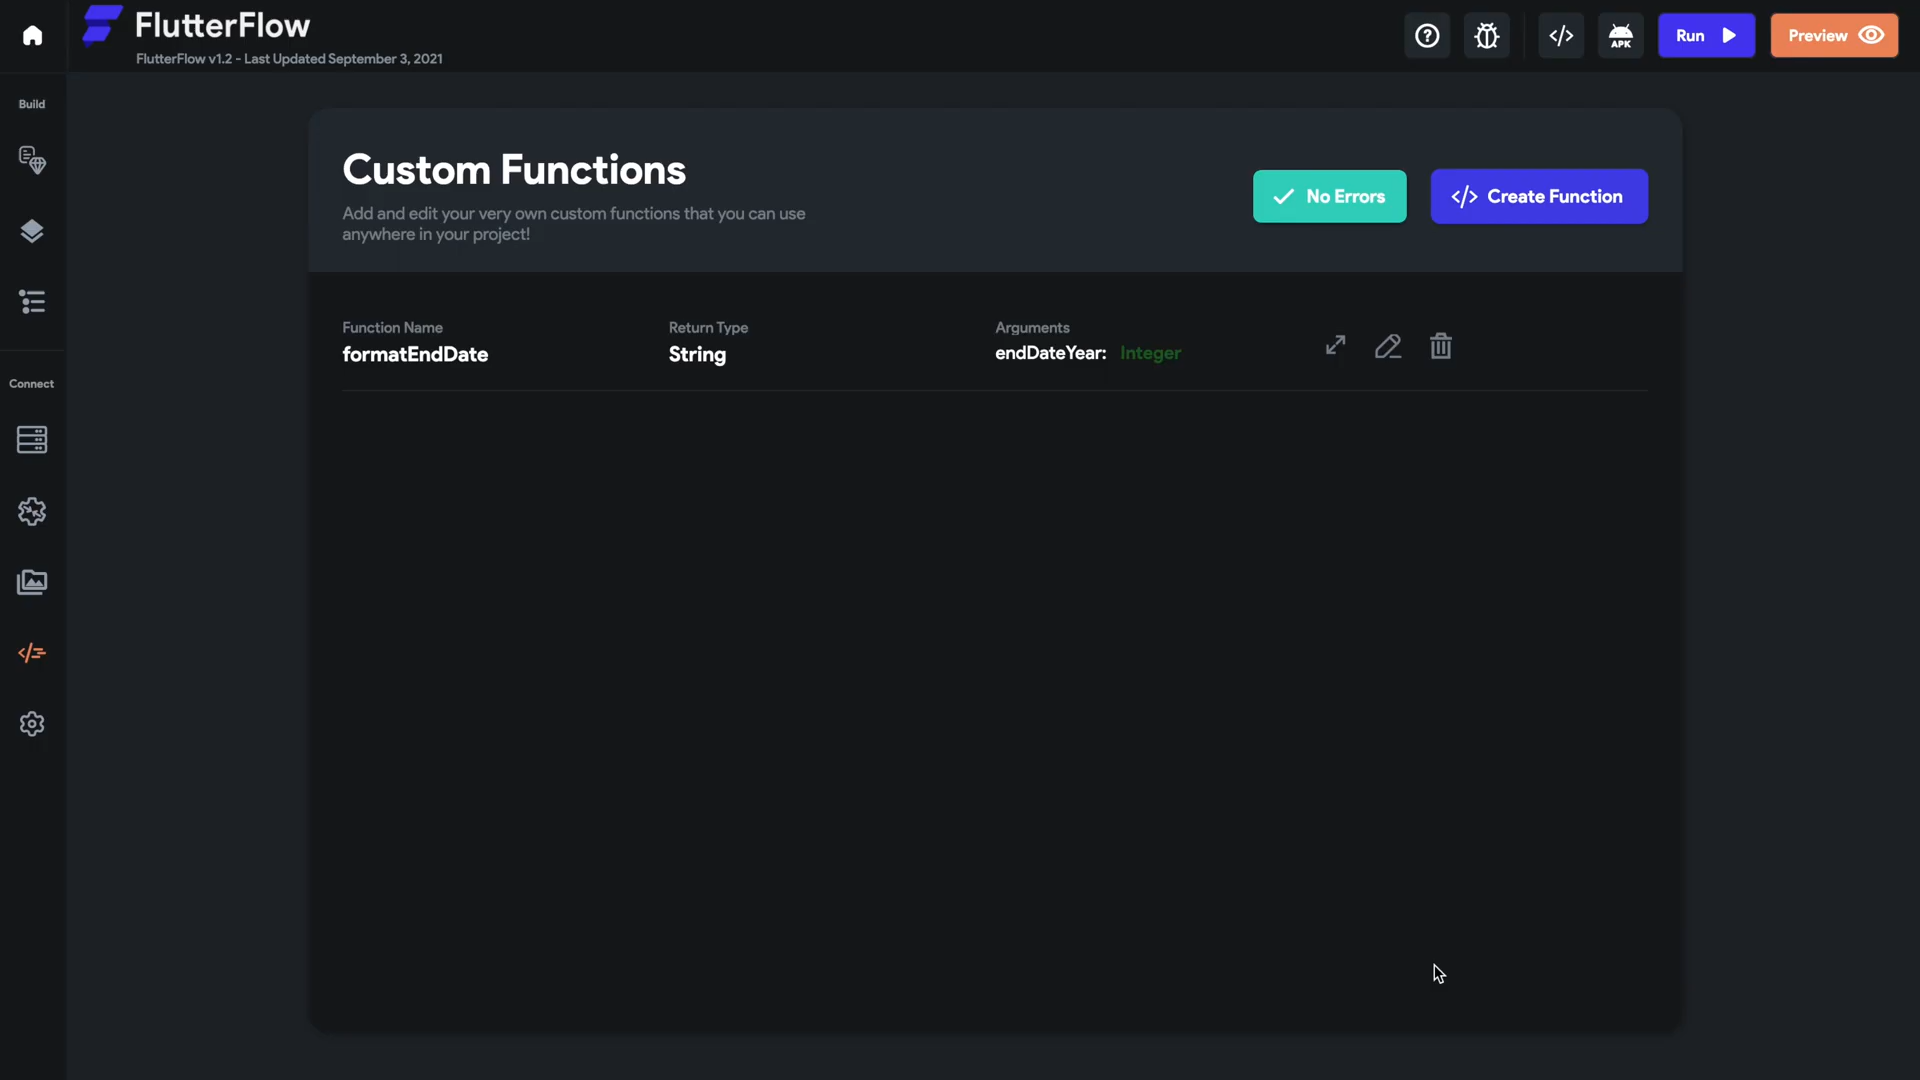 FlutterFlow
FlutterFlow v1.2 - Last Updated September 3, 2021
APK
Run
Preview
Build
Custom Functions
Add and edit your very own custom functions that you can use
anywhere in your project!
No Errors
</> Create Function
Function Name
formatEndDate
Return Type
String
Arguments
endDateYear: Integer
Connect